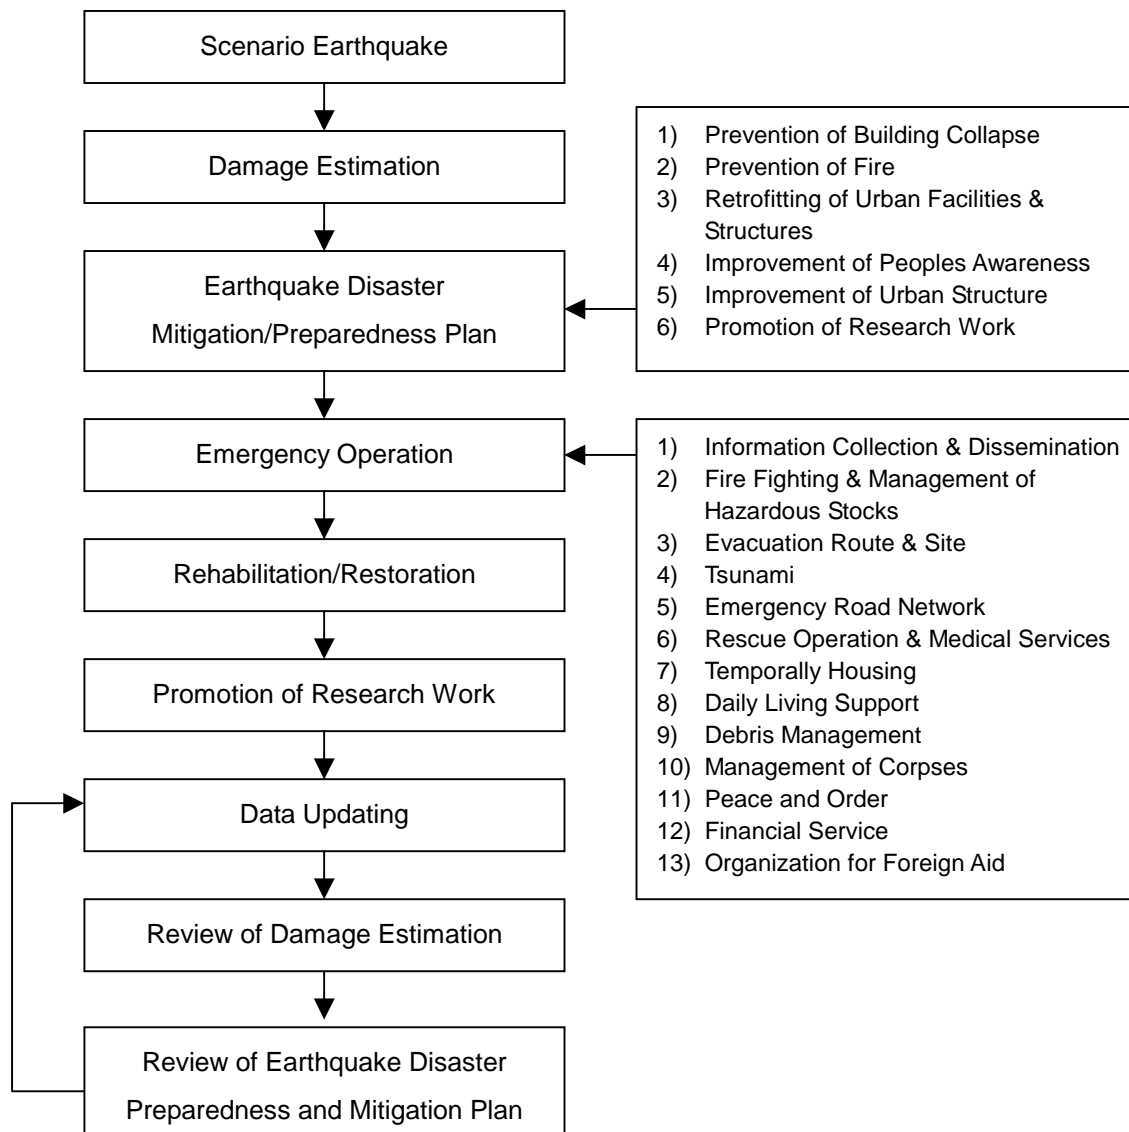 Scenario Earthquake
Damage Estimation
Earthquake Disaster
Mitigation/Preparedness Plan
1) Prevention of Building Collapse
2) Prevention of Fire
3) Retrofitting of Urban Facilities &
Structures
4) Improvement of Peoples Awareness
5) Improvement of Urban Structure
6) Promotion of Research Work
Emergency Operation
1) Information Collection & Dissemination
2) Fire Fighting & Management of
Hazardous Stocks
3) Evacuation Route & Site
4) Tsunami
5) Emergency Road Network
6) Rescue Operation & Medical Services
7) Temporally Housing
8) Daily Living Support
9) Debris Management
10) Management of Corpses
11) Peace and Order
12) Financial Service
13) Organization for Foreign Aid
Rehabilitation/Restoration
Promotion of Research Work
Data Updating
Review of Damage Estimation
Review of Earthquake Disaster
Preparedness and Mitigation Plan